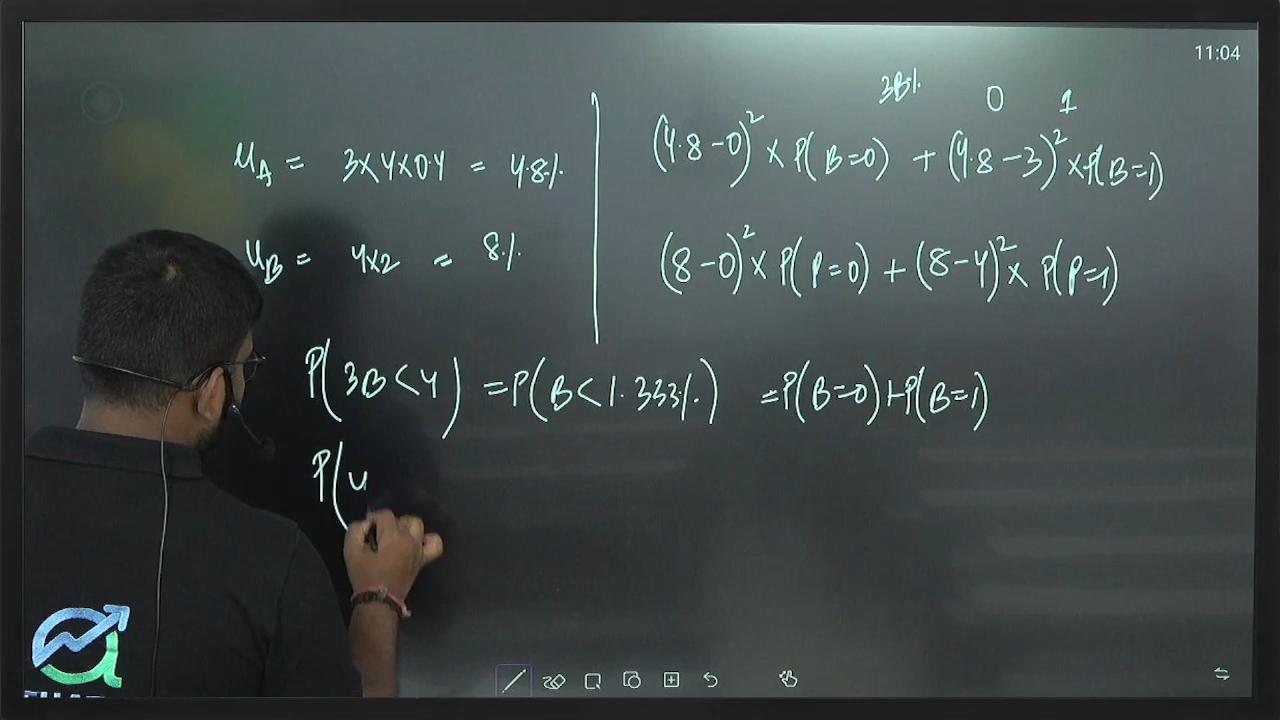 11:04
μ_A = 3×4×0.4 = 4.8%
μ_B = 4×2 = 8%
3B% 0 1
(4.8-0)² × P(B=0) + (4.8-3)² × P(B=1)
(8-0)² × P(P=0) + (8-4)² × P(P=1)
P(3B<4) = P(B<1.333%) = P(B=0)+P(B=1)
P(4